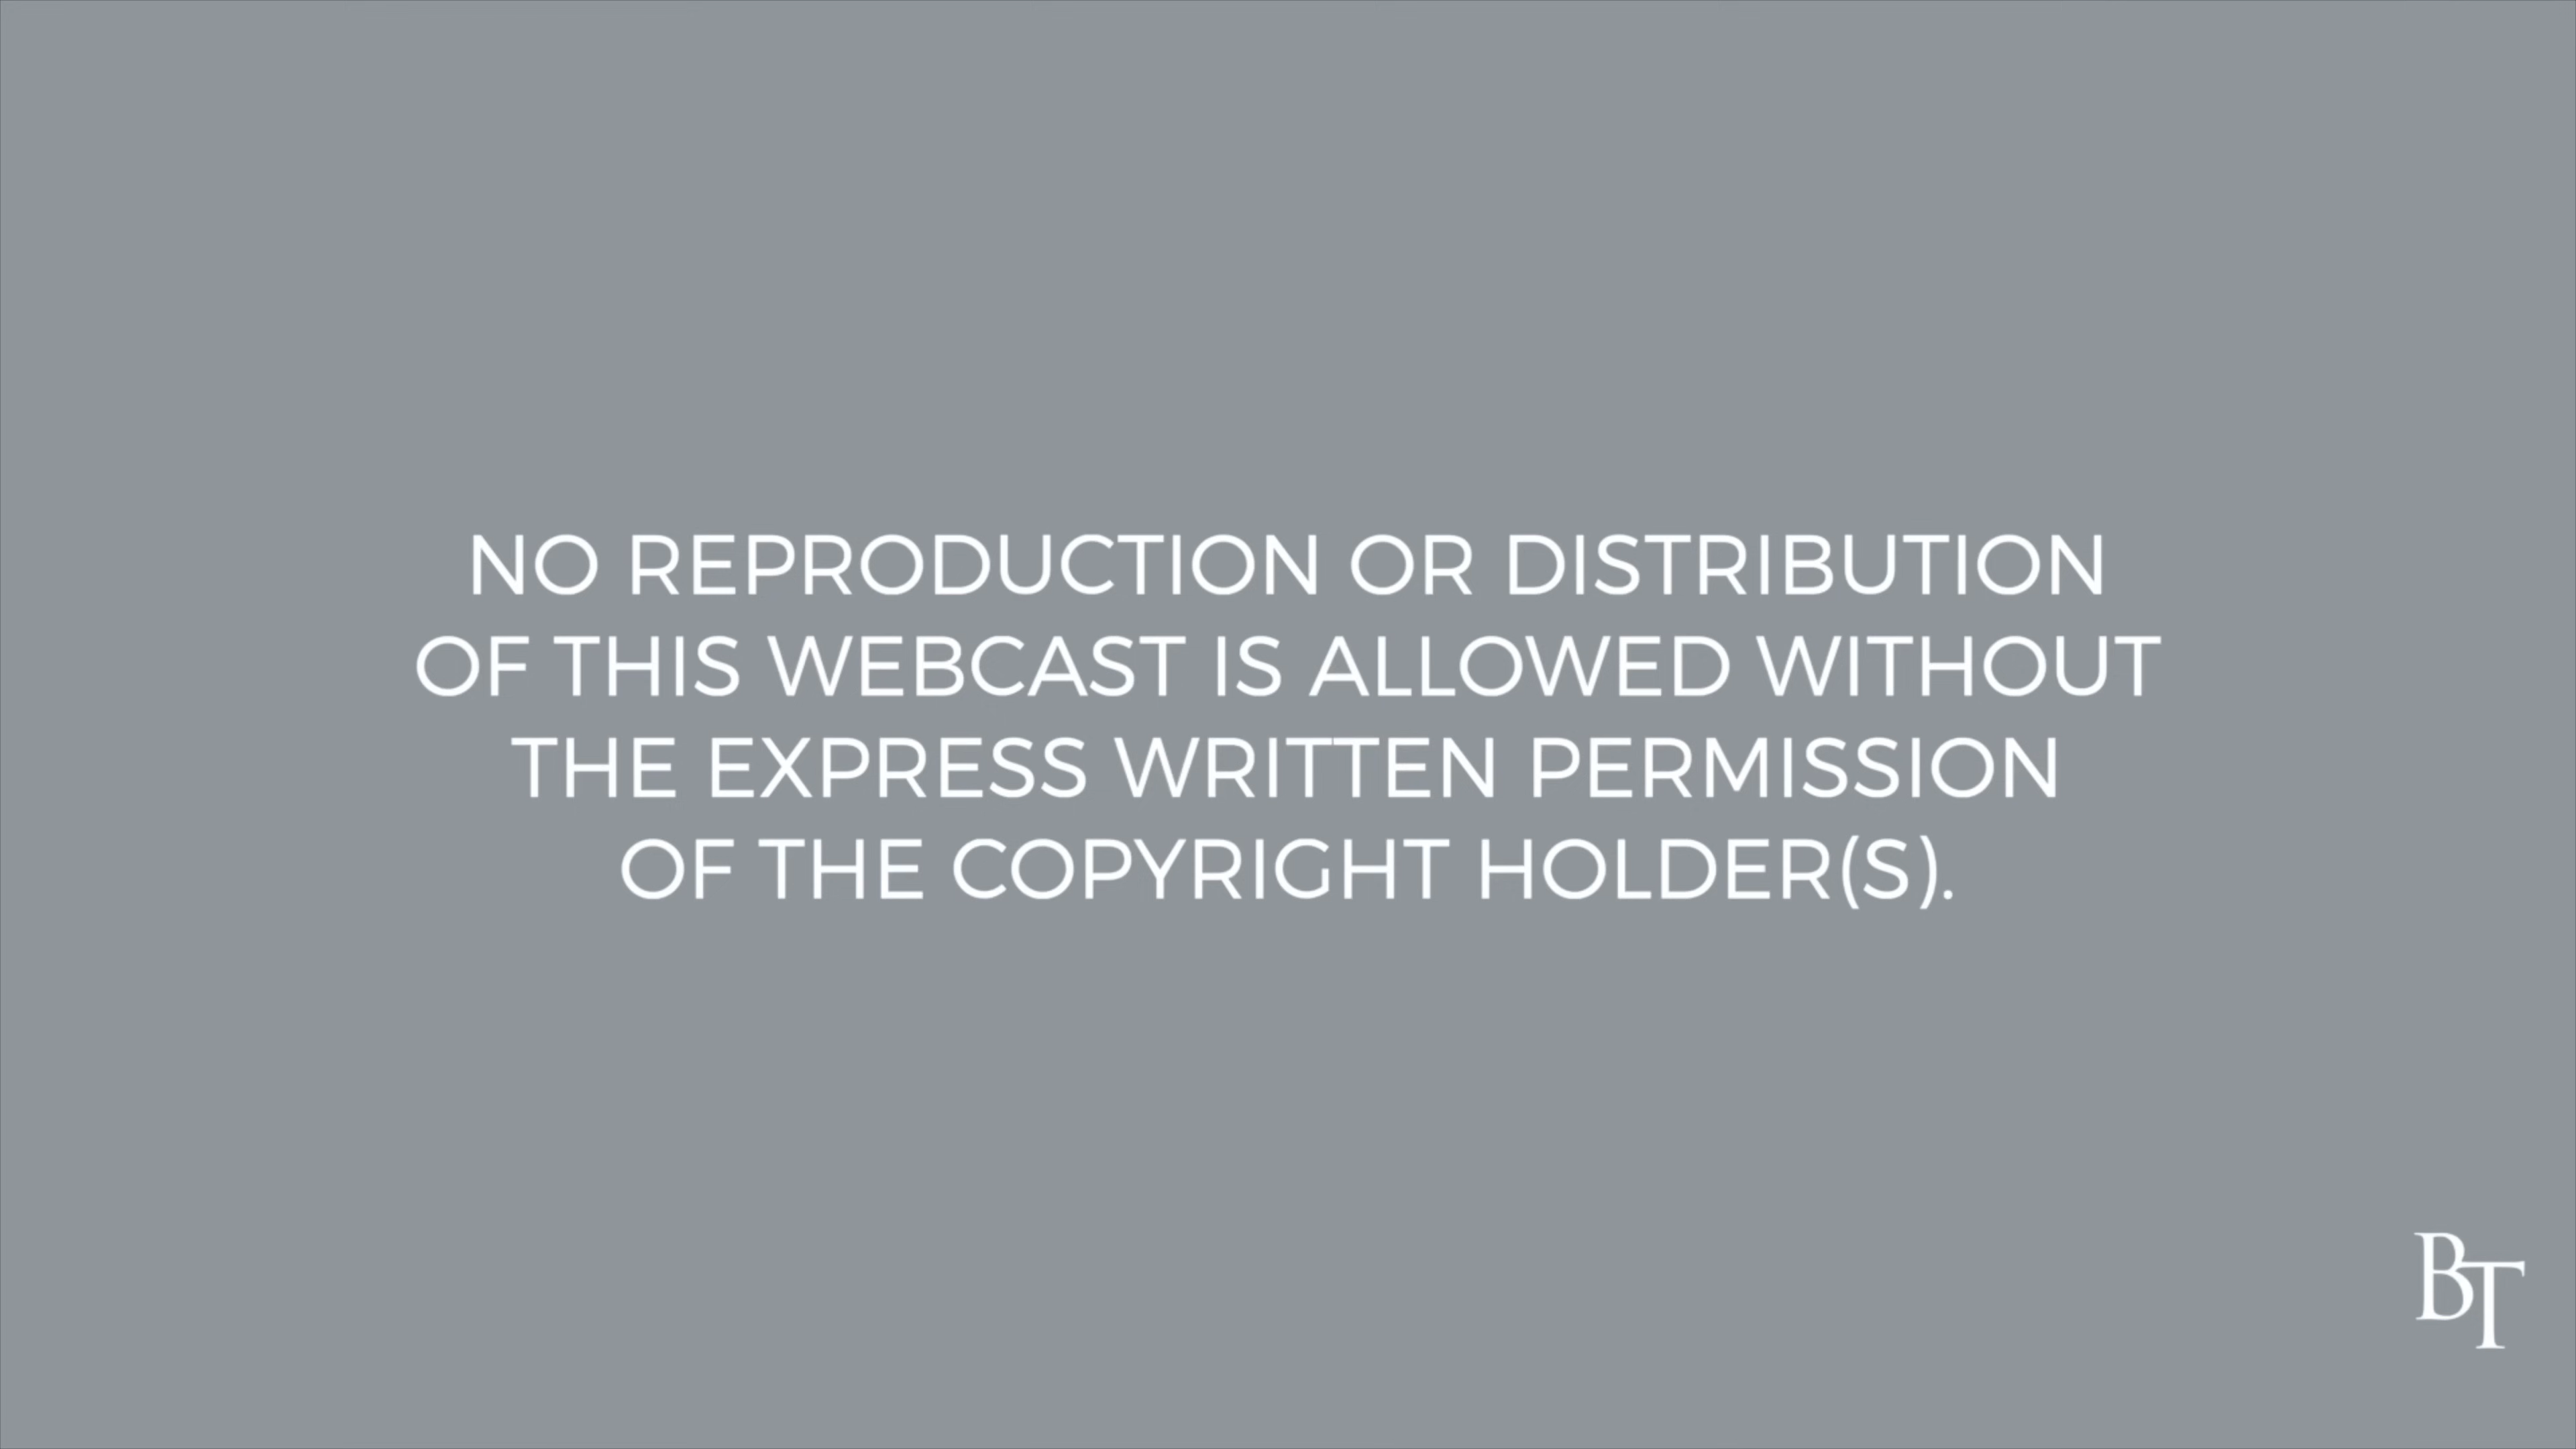 NO REPRODUCTION OR DISTRIBUTION
OF THIS WEBCAST IS ALLOWED WITHOUT
THE EXPRESS WRITTEN PERMISSION
OF THE COPYRIGHT HOLDER(S).
BT